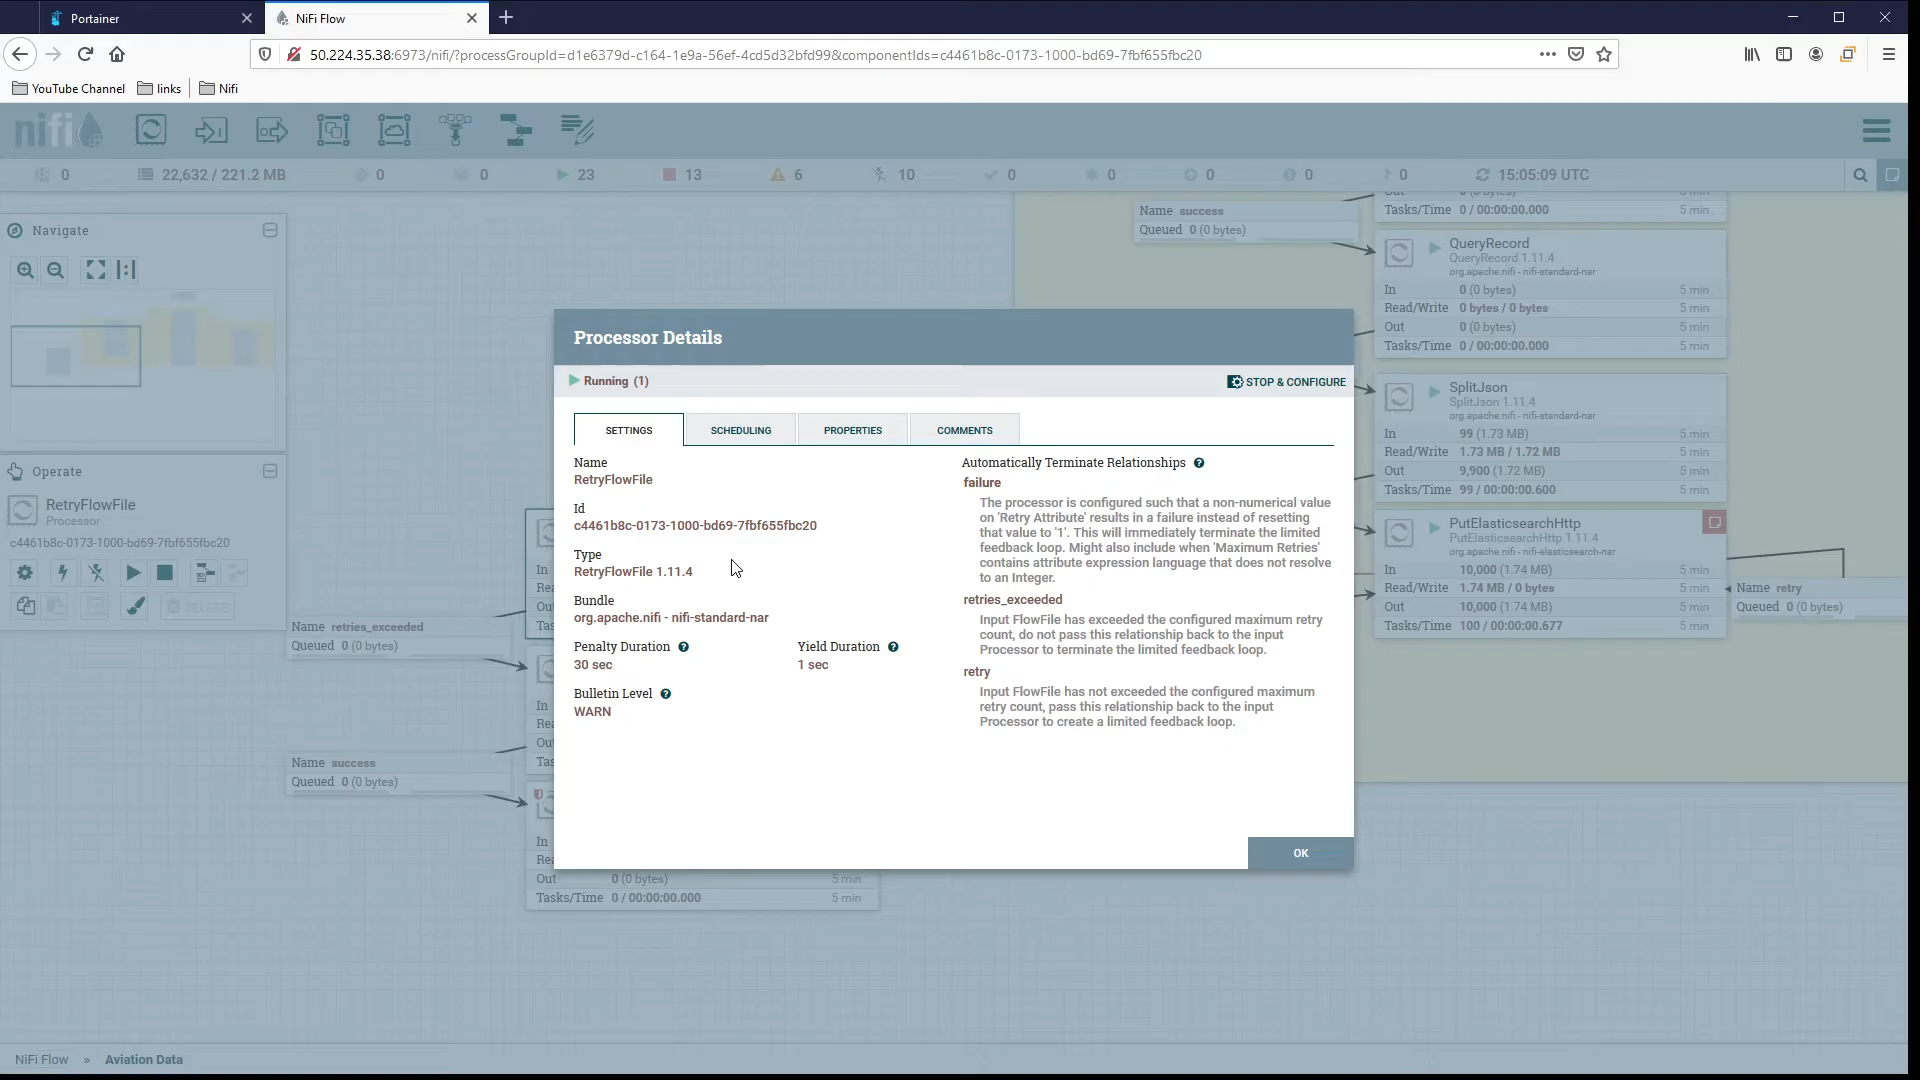 Portainer
NiFi Flow
50.224.35.38:6973/nifi/?processGroupId=d1e6379d-c164-1e9a-56ef-4cd5d32bfd99&componentIds=c4461b8c-0173-1000-bd69-7fbf655fbc20
YouTube Channel links Nifi
nifi
0 22,632 / 221.2 MB 0 0 23 13 6 10 0 0 0 0 0 15:05:09 UTC
Navigate
Operate
RetryFlowFile
Processor
c4461b8c-0173-1000-bd69-7fbf655fbc20
DELETE
Name retries_exceeded
Queued 0 (0 bytes)
Name success
Queued 0 (0 bytes)
In
Out
In
In
Out 0 (0 bytes) 5 min
Tasks/Time 0 / 00:00:00.000 5 min
Processor Details
Running (1)
STOP & CONFIGURE
SETTINGS SCHEDULING PROPERTIES COMMENTS
Name
RetryFlowFile
Id
c4461b8c-0173-1000-bd69-7fbf655fbc20
Type
RetryFlowFile 1.11.4
Bundle
org.apache.nifi - nifi-standard-nar
Penalty Duration Yield Duration
30 sec 1 sec
Bulletin Level
WARN
Automatically Terminate Relationships
failure
The processor is configured such that a non-numerical value
on 'Retry Attribute' results in a failure instead of resetting
that value to '1'. This will immediately terminate the limited
feedback loop. Might also include when 'Maximum Retries'
contains attribute expression language that does not resolve
to an Integer.
retries_exceeded
Input FlowFile has exceeded the configured maximum retry
count, do not pass this relationship back to the input
Processor to terminate the limited feedback loop.
retry
Input FlowFile has not exceeded the configured maximum
retry count, pass this relationship back to the input
Processor to create a limited feedback loop.
OK
Name success
Queued 0 (0 bytes)
Tasks/Time 0 / 00:00:00.000 5 min
QueryRecord
QueryRecord 1.11.4
org.apache.nifi - nifi-standard-nar
In 0 (0 bytes) 5 min
Read/Write 0 bytes / 0 bytes 5 min
Out 0 (0 bytes) 5 min
Tasks/Time 0 / 00:00:00.000 5 min
SplitJson
SplitJson 1.11.4
org.apache.nifi - nifi-standard-nar
In 99 (1.73 MB) 5 min
Read/Write 1.73 MB / 1.72 MB 5 min
Out 9,900 (1.72 MB) 5 min
Tasks/Time 99 / 00:00:00.600 5 min
PutElasticsearchHttp
PutElasticsearchHttp 1.11.4
org.apache.nifi - nifi-elasticsearch-nar
In 10,000 (1.74 MB) 5 min
Read/Write 1.74 MB / 0 bytes 5 min
Out 10,000 (1.74 MB) 5 min
Tasks/Time 100 / 00:00:00.677 5 min
Name retry
Queued 0 (0 bytes)
NiFi Flow » Aviation Data